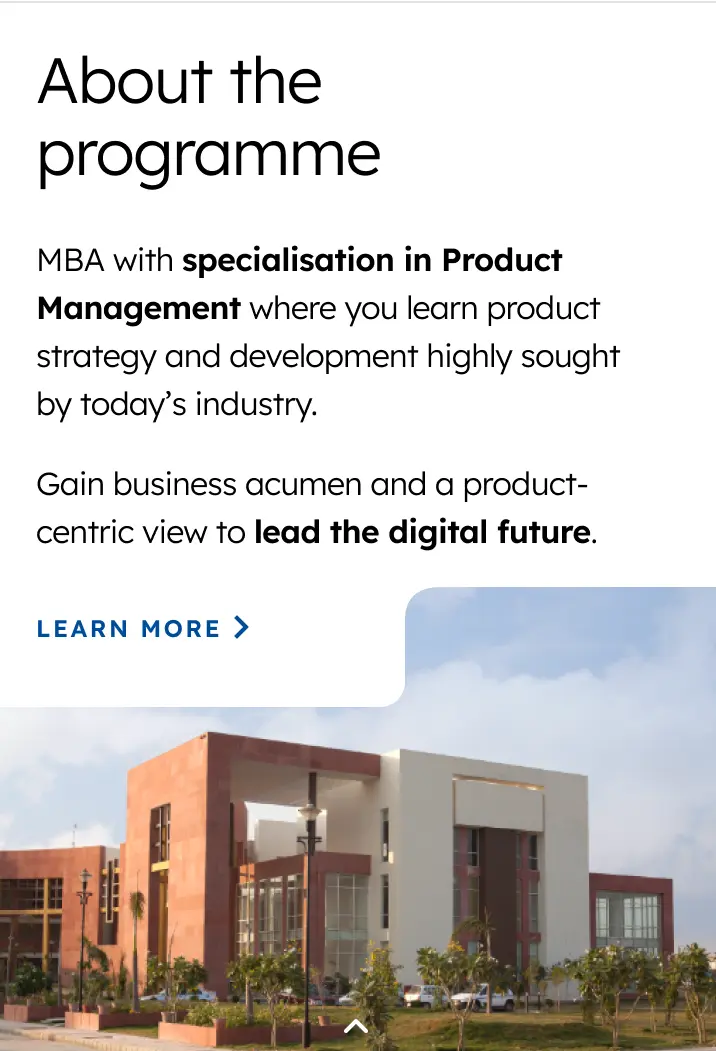 About the
programme
MBA with specialisation in Product
Management where you learn product
strategy and development highly sought
by today’s industry.
Gain business acumen and a product-
centric view to lead the digital future.
LEARN MORE